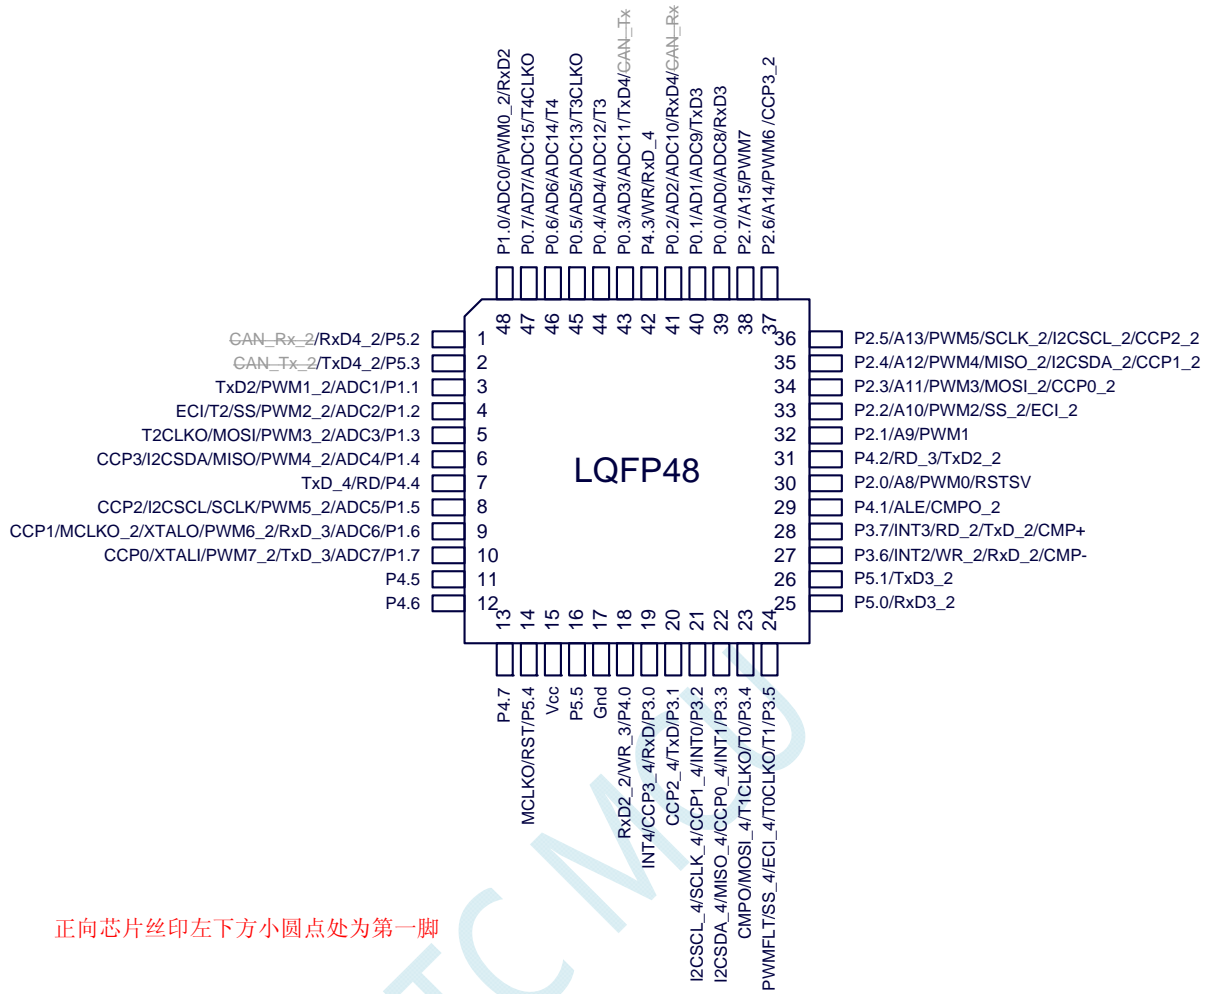 P1.0/ADC0/PWM0_2/RxD2
P0.7/AD7/ADC15/T4CLKO
P0.6/AD6/ADC14/T4
P0.5/AD5/ADC13/T3CLKO
P0.4/AD4/ADC12/T3
P0.3/AD3/ADC11/TxD4/CAN_Tx
P4.3/WR/RxD_4
P0.2/AD2/ADC10/RxD4/CAN_Rx
P0.1/AD1/ADC9/TxD3
P0.0/AD0/ADC8/RxD3
P2.7/A15/PWM7
P2.6/A14/PWM6 /CCP3_2
48 47 46 45 44 43 42 41 40 39 38 37
CAN_Rx_2/RxD4_2/P5.2 1
CAN_Tx_2/TxD4_2/P5.3 2
TxD2/PWM1_2/ADC1/P1.1 3
ECI/T2/SS/PWM2_2/ADC2/P1.2 4
T2CLKO/MOSI/PWM3_2/ADC3/P1.3 5
CCP3/I2CSDA/MISO/PWM4_2/ADC4/P1.4 6
TxD_4/RD/P4.4 7
CCP2/I2CSCL/SCLK/PWM5_2/ADC5/P1.5 8
CCP1/MCLKO_2/XTALO/PWM6_2/RxD_3/ADC6/P1.6 9
CCP0/XTALI/PWM7_2/TxD_3/ADC7/P1.7 10
P4.5 11
P4.6 12
LQFP48
36 P2.5/A13/PWM5/SCLK_2/I2CSCL_2/CCP2_2
35 P2.4/A12/PWM4/MISO_2/I2CSDA_2/CCP1_2
34 P2.3/A11/PWM3/MOSI_2/CCP0_2
33 P2.2/A10/PWM2/SS_2/ECI_2
32 P2.1/A9/PWM1
31 P4.2/RD_3/TxD2_2
30 P2.0/A8/PWM0/RSTSV
29 P4.1/ALE/CMPO_2
28 P3.7/INT3/RD_2/TxD_2/CMP+
27 P3.6/INT2/WR_2/RxD_2/CMP-
26 P5.1/TxD3_2
25 P5.0/RxD3_2
13 14 15 16 17 18 19 20 21 22 23 24
P4.7
MCLKO/RST/P5.4
Vcc
P5.5
Gnd
RxD2_2/WR_3/P4.0
INT4/CCP3_4/RxD/P3.0
CCP2_4/TxD/P3.1
I2CSCL_4/SCLK_4/CCP1_4/INT0/P3.2
I2CSDA_4/MISO_4/CCP0_4/INT1/P3.3
CMPO/MOSI_4/T1CLKO/T0/P3.4
PWMFLT/SS_4/ECI_4/T0CLKO/T1/P3.5
正向芯片丝印左下方小圆点处为第一脚
TC MCU